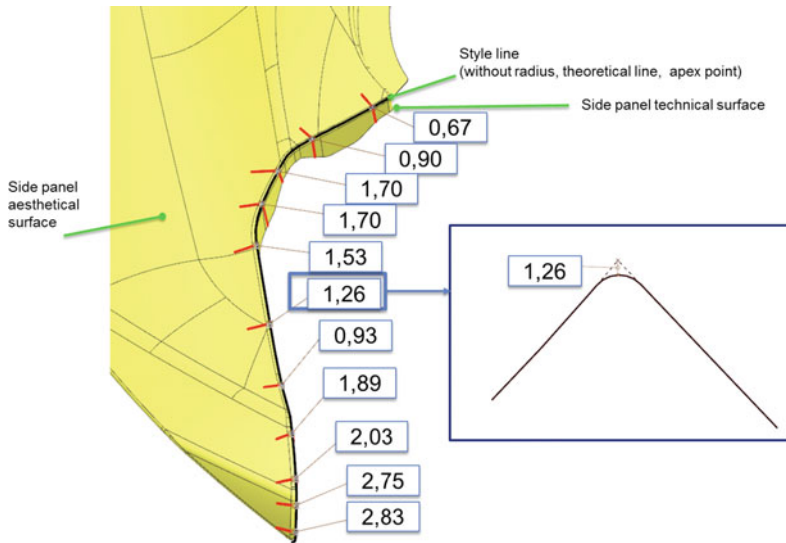 Style line
(without radius, theoretical line, apex point)
Side panel technical surface
0,67
0,90
Side panel
aesthetical
surface
1,70
1,70
1,53
1,26
1,26
0,93
1,89
2,03
2,75
2,83